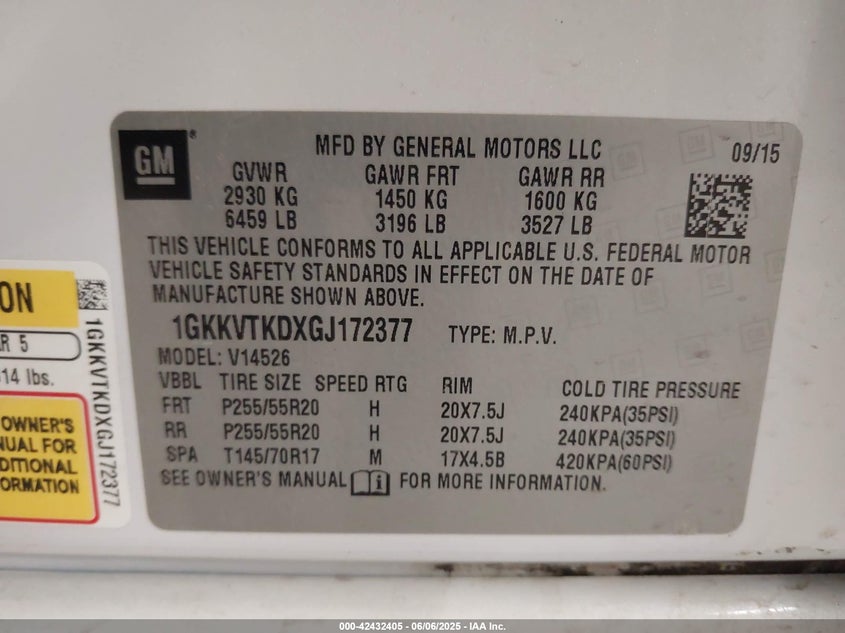 GM
MFD BY GENERAL MOTORS LLC 09/15
GVWR GAWR FRT GAWR RR
2930 KG 1450 KG 1600 KG
6459 LB 3196 LB 3527 LB
THIS VEHICLE CONFORMS TO ALL APPLICABLE U.S. FEDERAL MOTOR
VEHICLE SAFETY STANDARDS IN EFFECT ON THE DATE OF
MANUFACTURE SHOWN ABOVE.
1GKKVTKDXGJ172377 TYPE: M.P.V.
MODEL: V14526
VBBL TIRE SIZE SPEED RTG RIM COLD TIRE PRESSURE
FRT P255/55R20 H 20X7.5J 240KPA(35PSI)
RR P255/55R20 H 20X7.5J 240KPA(35PSI)
SPA T145/70R17 M 17X4.5B 420KPA(60PSI)
SEE OWNER'S MANUAL FOR MORE INFORMATION.
ON
R 5
14 lbs.
OWNER'S
NUAL FOR
DITIONAL
FORMATION
1GKKVTKDXGJ172377
000-42432405 - 06/06/2025 - IAA Inc.